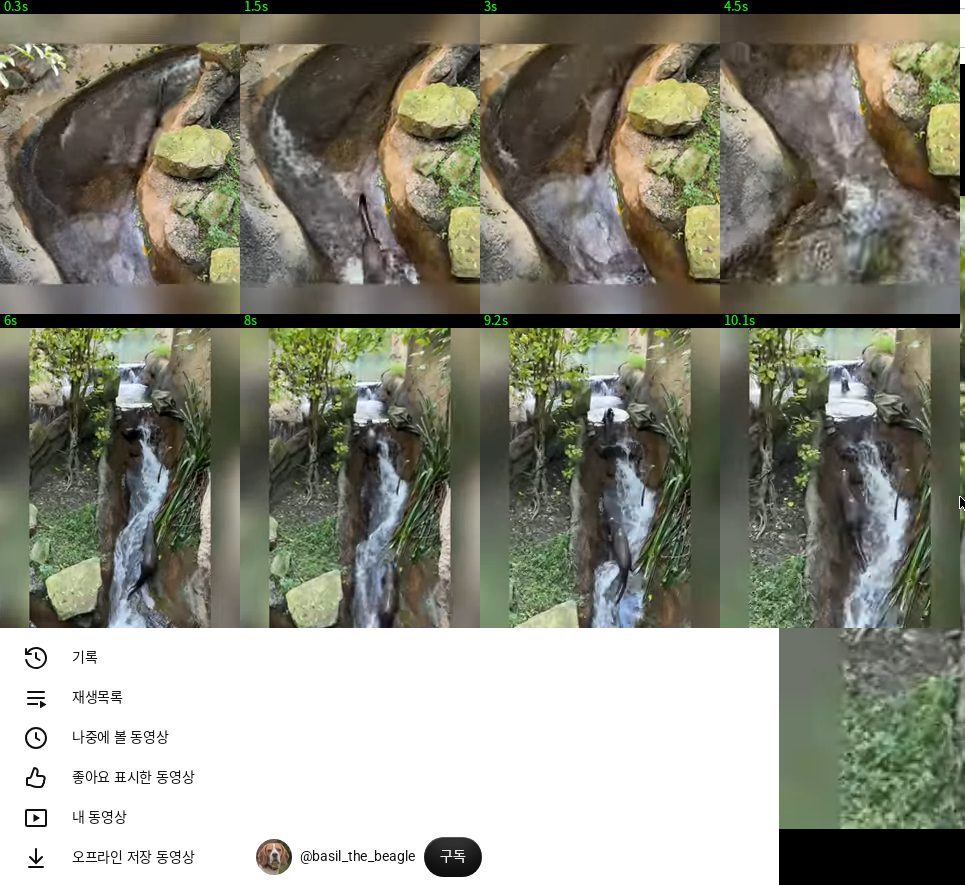 0.3s
1.5s
3s
4.5s
6s
8s
9.2s
10.1s
기록
재생목록
나중에 볼 동영상
좋아요 표시한 동영상
내 동영상
오프라인 저장 동영상
@basil_the_beagle
구독